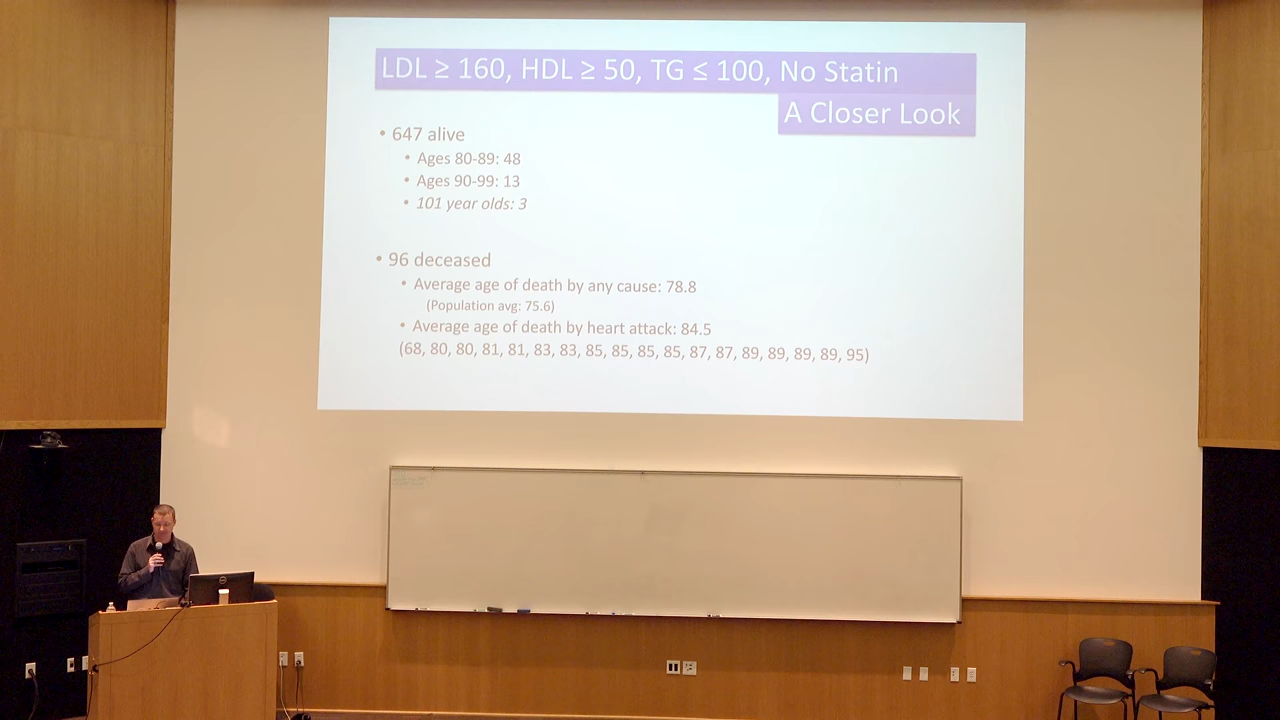 LDL ≥ 160, HDL ≥ 50, TG ≤ 100, No Statin
A Closer Look
• 647 alive
• Ages 80-89: 48
• Ages 90-99: 13
• 101 year olds: 3
• 96 deceased
• Average age of death by any cause: 78.8
(Population avg: 75.6)
• Average age of death by heart attack: 84.5
(68, 80, 80, 81, 81, 83, 83, 85, 85, 85, 85, 87, 87, 89, 89, 89, 89, 95)